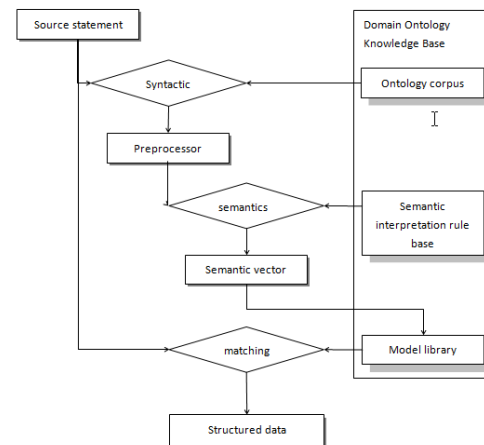 Source statement
Domain Ontology
Knowledge Base
Syntactic
Ontology corpus
Preprocessor
semantics
Semantic
interpretation rule
base
Semantic vector
matching
Model library
Structured data